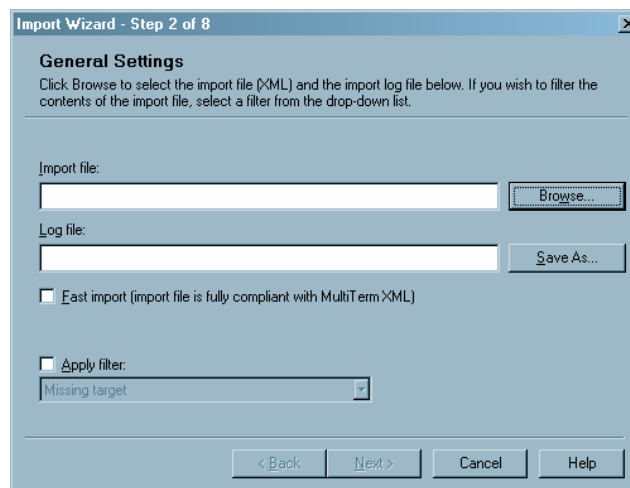 Import Wizard - Step 2 of 8
General Settings
Click Browse to select the import file (XML) and the import log file below. If you wish to filter the
contents of the import file, select a filter from the drop-down list.
Import file:
Browse...
Log file:
Save As...
Fast import (import file is fully compliant with MultiTerm XML)
Apply filter:
Missing target
< Back Next > Cancel Help